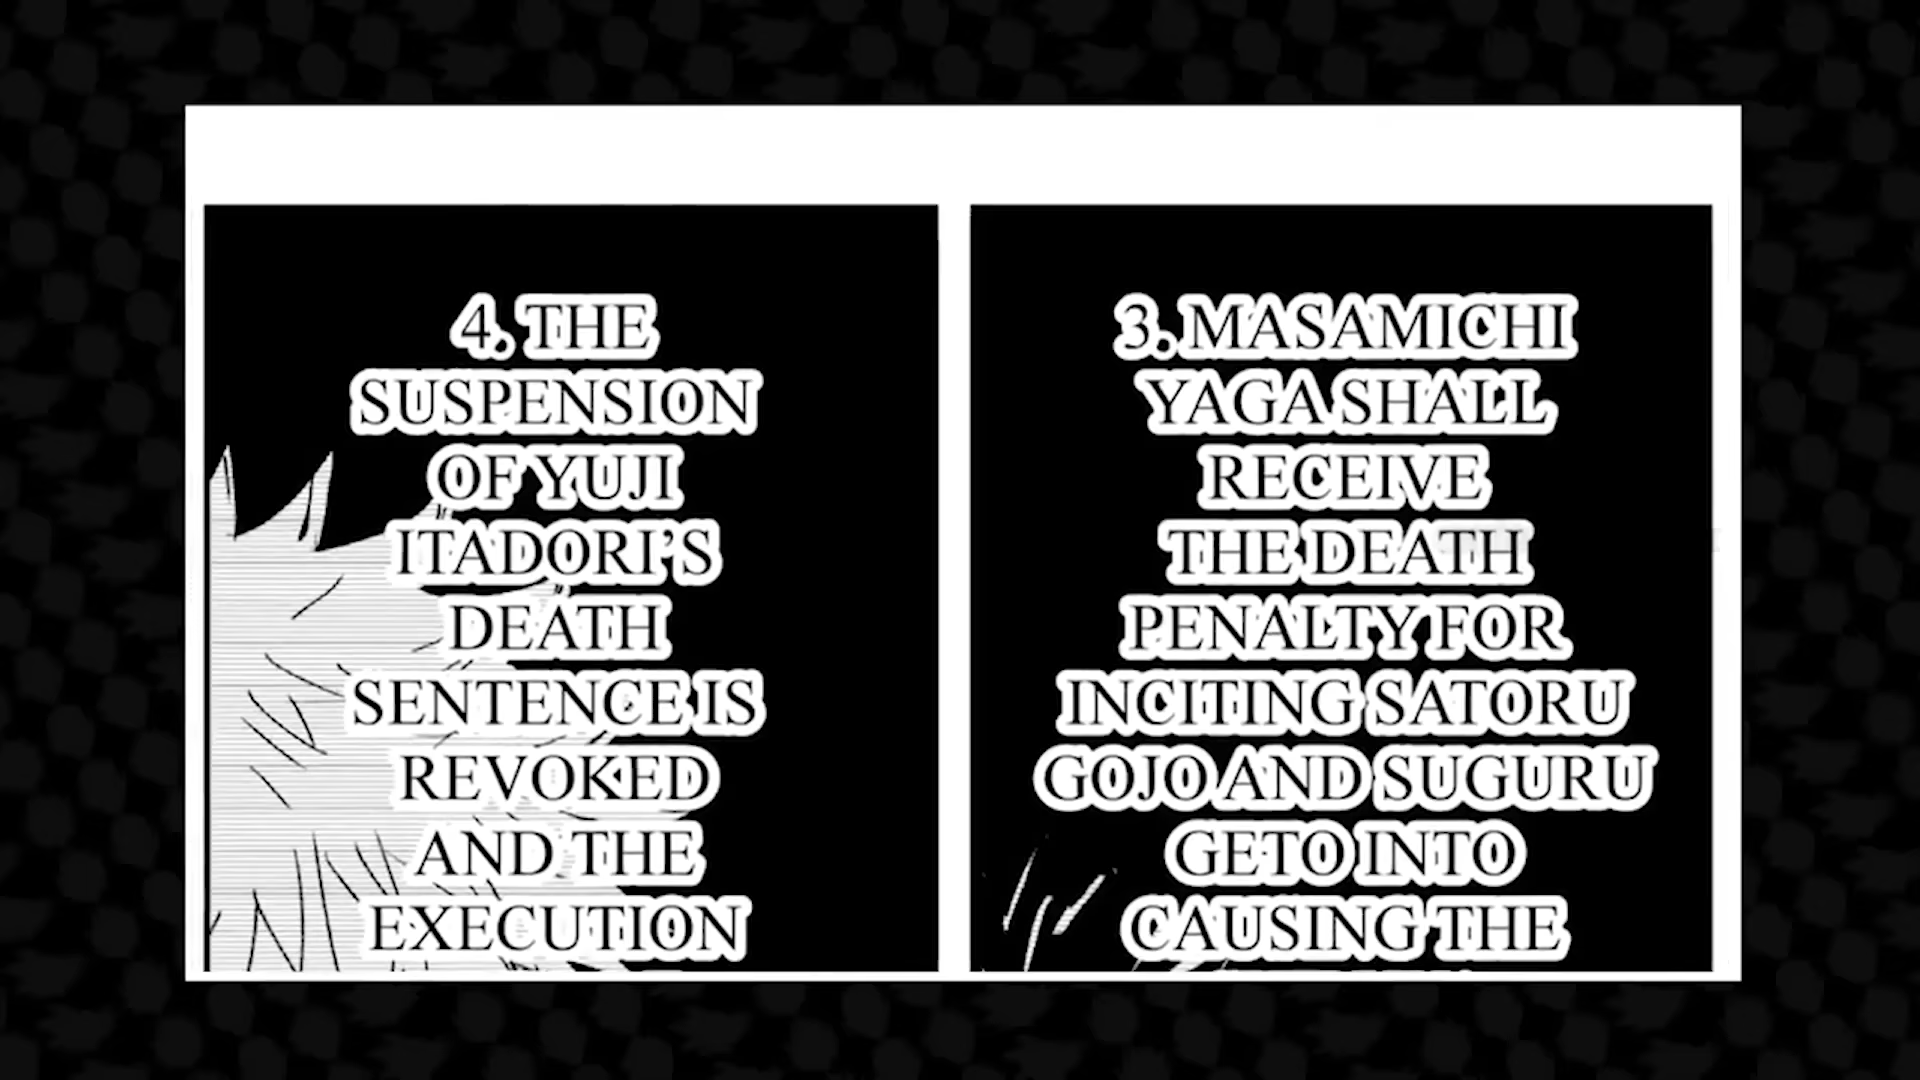 3. MASAMICHI
YAGA SHALL
RECEIVE
THE DEATH
PENALTY FOR
INCITING SATORU
GOJO AND SUGURU
GETO INTO
CAUSING THE
4. THE
SUSPENSION
OF YUJI
ITADORI'S
DEATH
SENTENCE IS
REVOKED
AND THE
EXECUTION